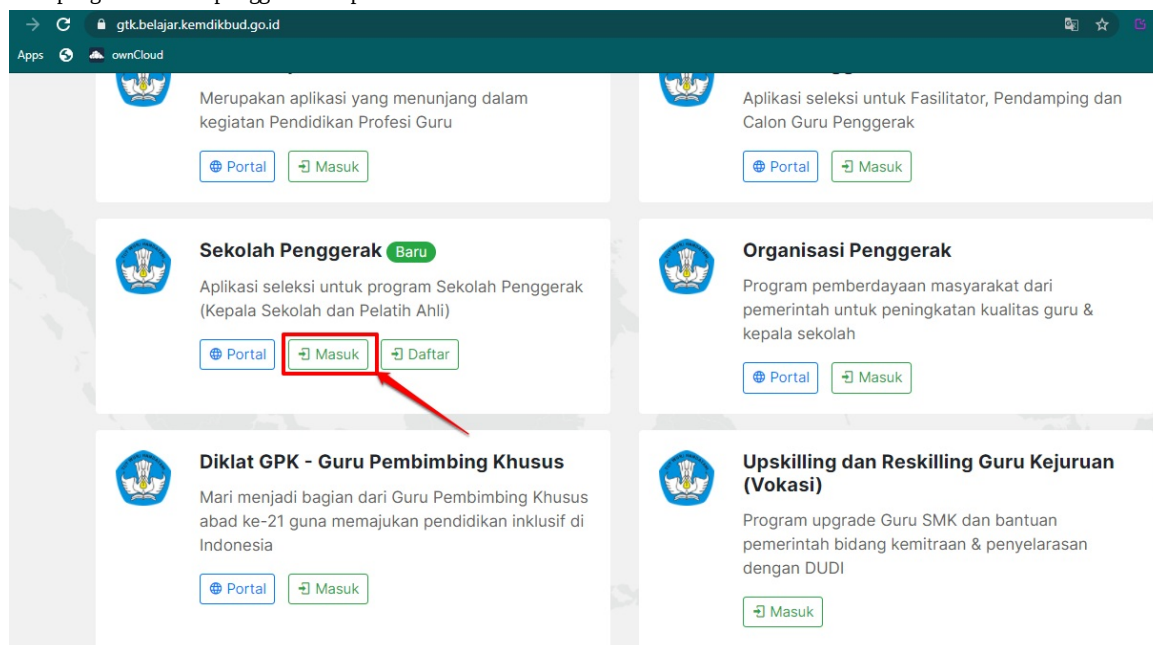 gtk.belajar.kemdikbud.go.id
Apps
ownCloud
Merupakan aplikasi yang menunjang dalam
kegiatan Pendidikan Profesi Guru
Portal
Masuk
Aplikasi seleksi untuk Fasilitator, Pendamping dan
Calon Guru Penggerak
Portal
Masuk
Sekolah Penggerak Baru
Aplikasi seleksi untuk program Sekolah Penggerak
(Kepala Sekolah dan Pelatih Ahli)
Portal
Masuk
Daftar
Organisasi Penggerak
Program pemberdayaan masyarakat dari
pemerintah untuk peningkatan kualitas guru &
kepala sekolah
Portal
Masuk
Diklat GPK - Guru Pembimbing Khusus
Mari menjadi bagian dari Guru Pembimbing Khusus
abad ke-21 guna memajukan pendidikan inklusif di
Indonesia
Portal
Masuk
Upskilling dan Reskilling Guru Kejuruan
(Vokasi)
Program upgrade Guru SMK dan bantuan
pemerintah bidang kemitraan & penyelarasan
dengan DUDI
Masuk